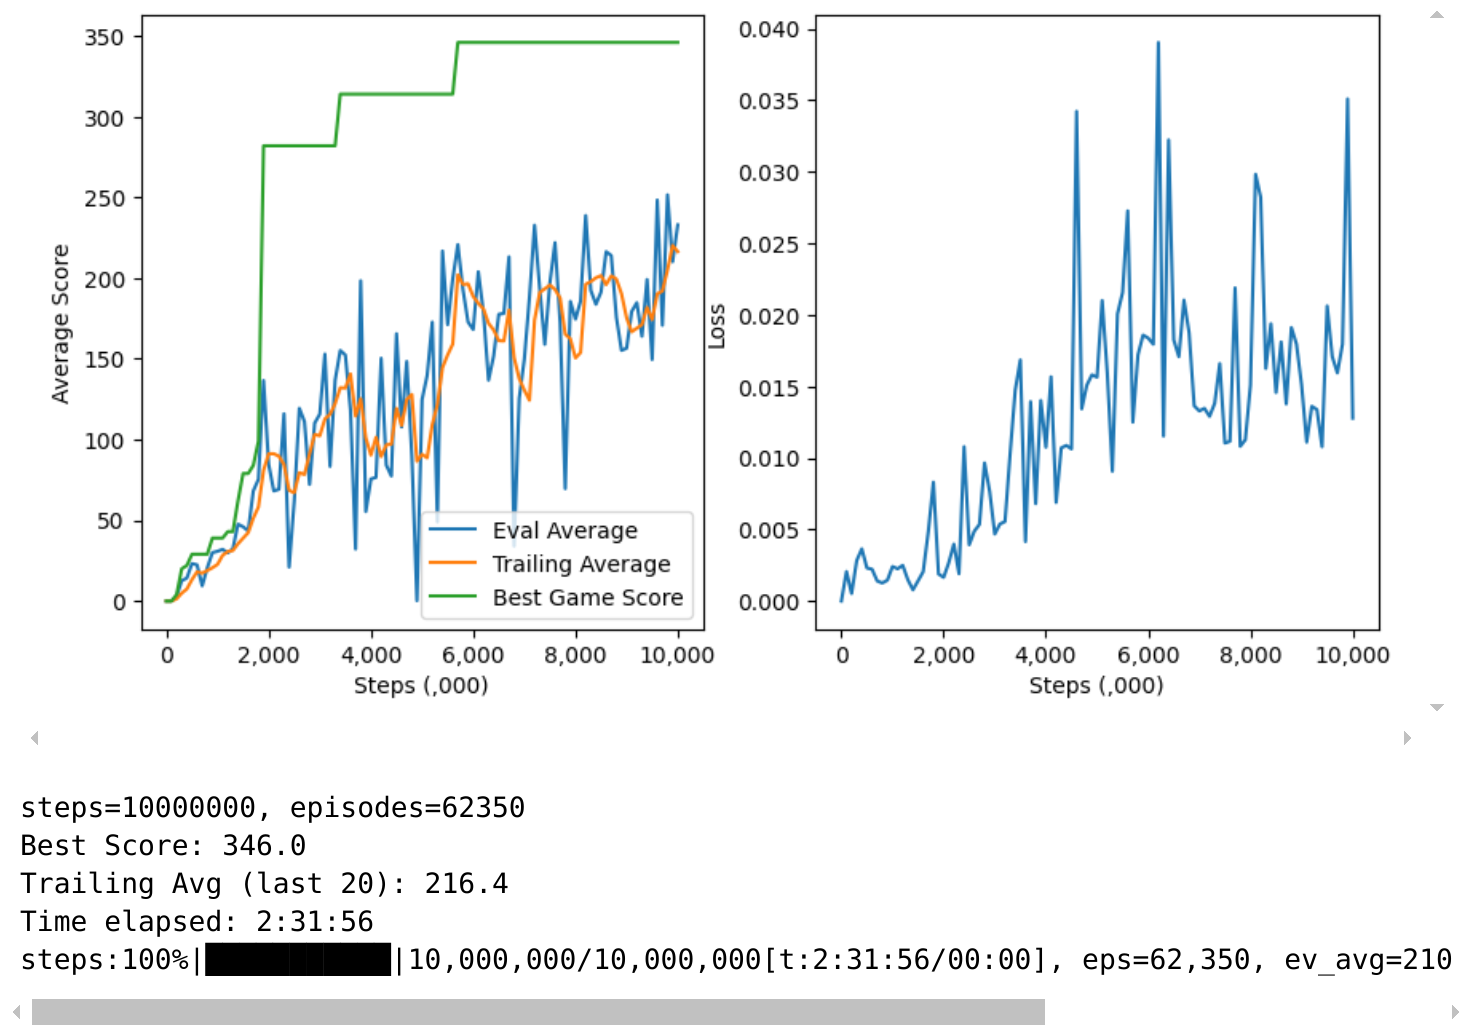 350
300
250
200
150
100
50
0
Average Score
0 2,000 4,000 6,000 8,000 10,000
Steps (,000)
Eval Average
Trailing Average
Best Game Score
0.040
0.035
0.030
0.025
0.020
0.015
0.010
0.005
0.000
Loss
0 2,000 4,000 6,000 8,000 10,000
Steps (,000)
steps=10000000, episodes=62350
Best Score: 346.0
Trailing Avg (last 20): 216.4
Time elapsed: 2:31:56
steps:100%|██████████|10,000,000/10,000,000[t:2:31:56/00:00], eps=62,350, ev_avg=210